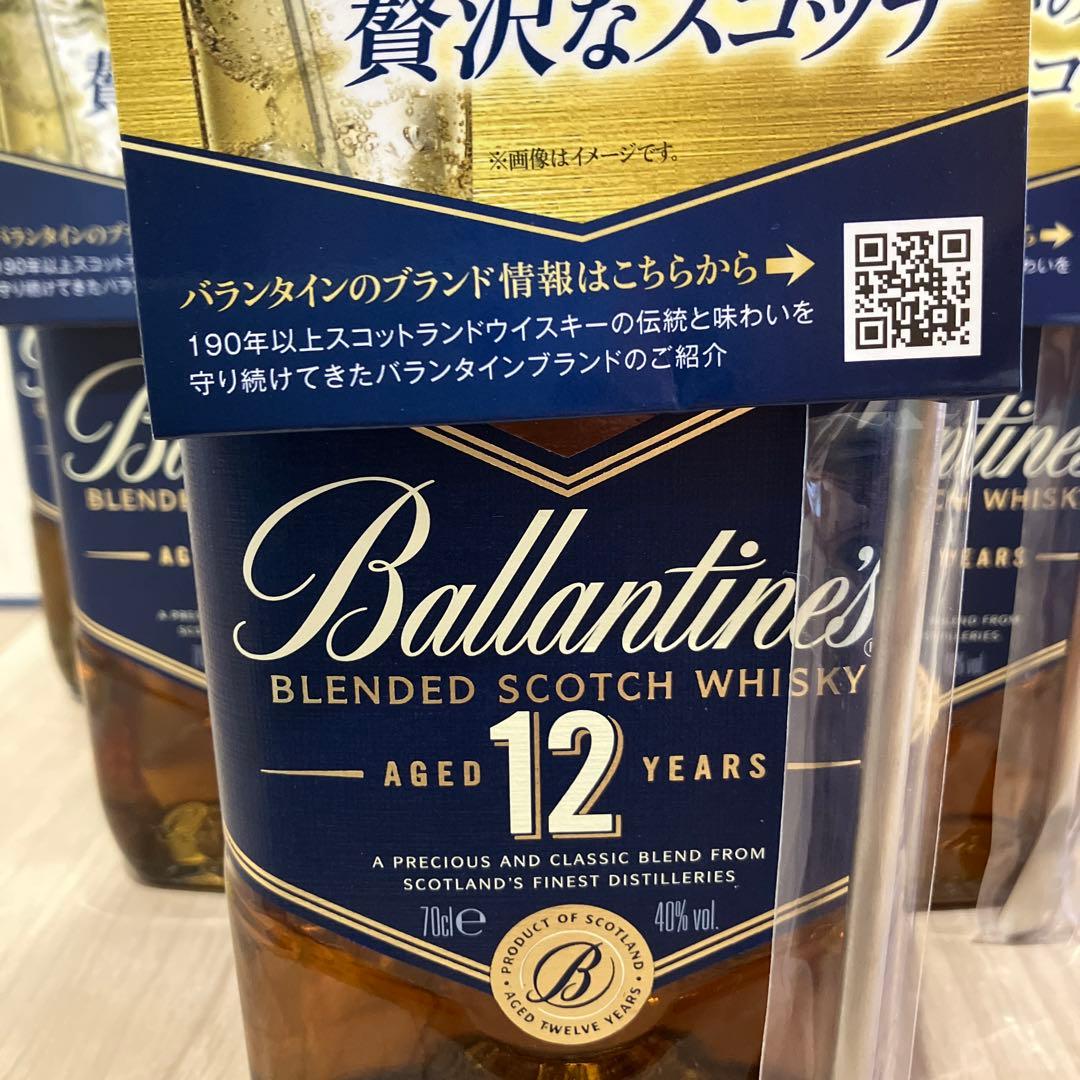 贅沢なスコッチ
※画像はイメージです。
バランタインのブランド情報はこちらから
190年以上スコットランドウイスキーの伝統と味わいを
守り続けてきたバランタインブランドのご紹介
Ballantine's
BLENDED SCOTCH WHISKY
AGED 12 YEARS
A PRECIOUS AND CLASSIC BLEND FROM
SCOTLAND'S FINEST DISTILLERIES
70cl e 40% vol.
PRODUCT OF SCOTLAND
B
AGED TWELVE YEARS